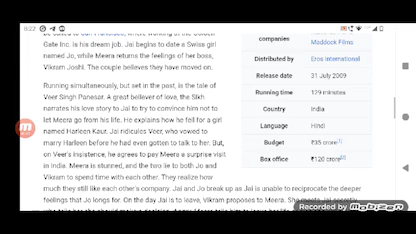 8:22
Gate Inc. is his dream job. Jai begins to date a Swiss girl
named Jo, while Meera returns the feelings of her boss,
Vikram Joshi. The couple believes they have moved on.
Running simultaneously, but set in the past, is the tale of
Veer Singh Panesar. A great believer of love, the Sikh
narrates his love story to Jai to try to convince him not to
let Meera go from his life. He explains how he fell for a girl
named Harleen Kaur. Jai ridicules Veer, who vowed to
marry Harleen before he had even gotten to talk to her. But,
on Veer's insistence, he agrees to pay Meera a surprise visit
in India. Meera is stunned, and the two lie to both Jo and
Vikram to spend time with each other. They realize how
much they still like each other's company. Jai and Jo break up as Jai is unable to reciprocate the deeper
feelings that Jo longs for. On the day Jai is to leave, Vikram proposes to Meera. She
companies Maddock Films
Distributed by Eros International
Release date 31 July 2009
Running time 129 minutes
Country India
Language Hindi
Budget ₹35 crore
Box office ₹120 crore
Recorded by
Mobizen